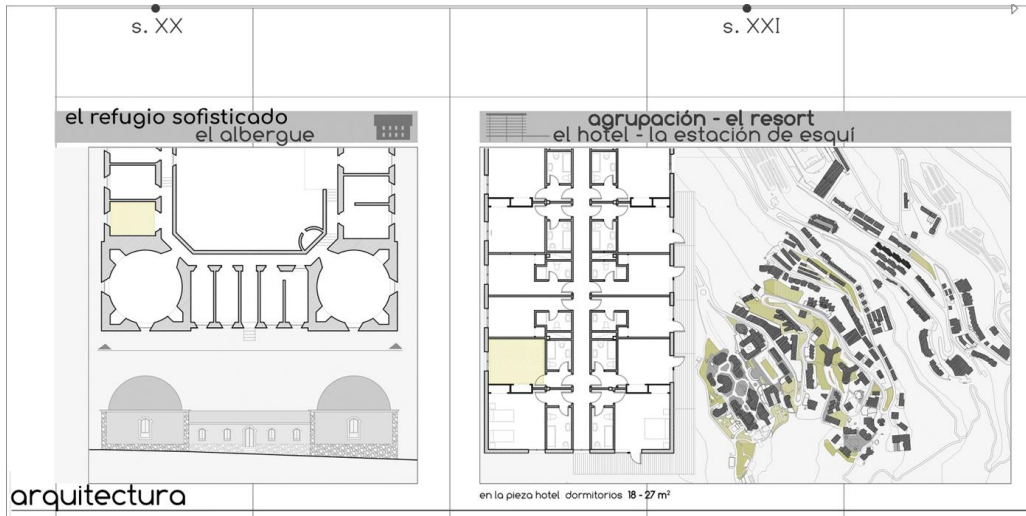 s. XX
s. XXI
el refugio sofisticado
el albergue
agrupación - el resort
el hotel - la estación de esquí
en la pieza hotel dormitorios 18 - 27 m²
arquitectura